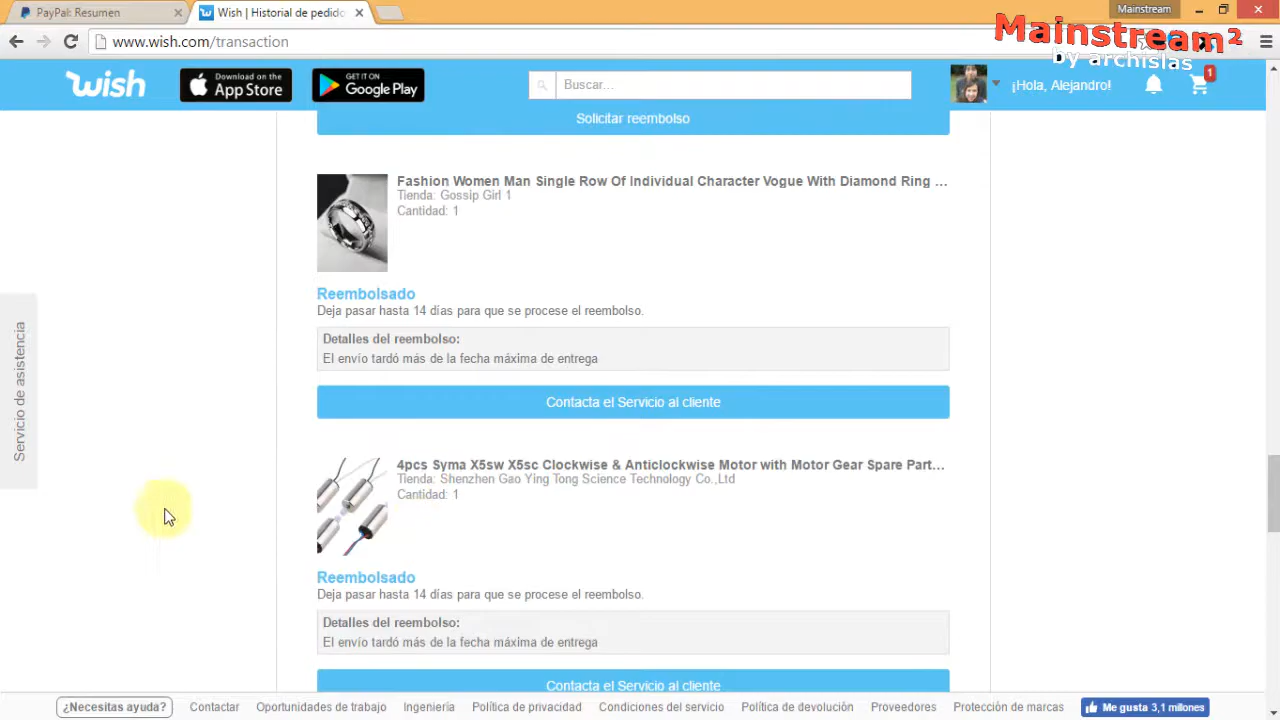 PayPal: Resumen
Wish | Historial de pedido
Mainstream
www.wish.com/transaction
Mainstream²
by archislas
wish
Download on the
App Store
GET IT ON
Google Play
Buscar...
¡Hola, Alejandro!
1
Solicitar reembolso
Fashion Women Man Single Row Of Individual Character Vogue With Diamond Ring ...
Tienda: Gossip Girl 1
Cantidad: 1
Reembolsado
Deja pasar hasta 14 días para que se procese el reembolso.
Detalles del reembolso:
El envío tardó más de la fecha máxima de entrega
Contacta el Servicio al cliente
Servicio de asistencia
4pcs Syma X5sw X5sc Clockwise & Anticlockwise Motor with Motor Gear Spare Part...
Tienda: Shenzhen Gao Ying Tong Science Technology Co.,Ltd
Cantidad: 1
Reembolsado
Deja pasar hasta 14 días para que se procese el reembolso.
Detalles del reembolso:
El envío tardó más de la fecha máxima de entrega
Contacta el Servicio al cliente
¿Necesitas ayuda?
Contactar
Oportunidades de trabajo
Ingeniería
Política de privacidad
Condiciones del servicio
Política de devolución
Proveedores
Protección de marcas
Me gusta 3,1 millones